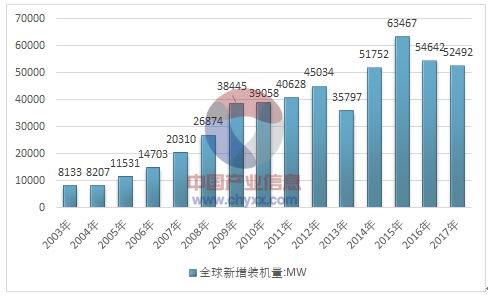 70000
60000
50000
40000
30000
20000
10000
0
8133
8207
11531
14703
20310
26874
38445
39058
40628
45034
35797
51752
63467
54642
52492
中国产业信息
www.chyxx.com
2003年
2004年
2005年
2006年
2007年
2008年
2009年
2010年
2011年
2012年
2013年
2014年
2015年
2016年
2017年
全球新增装机量:MW